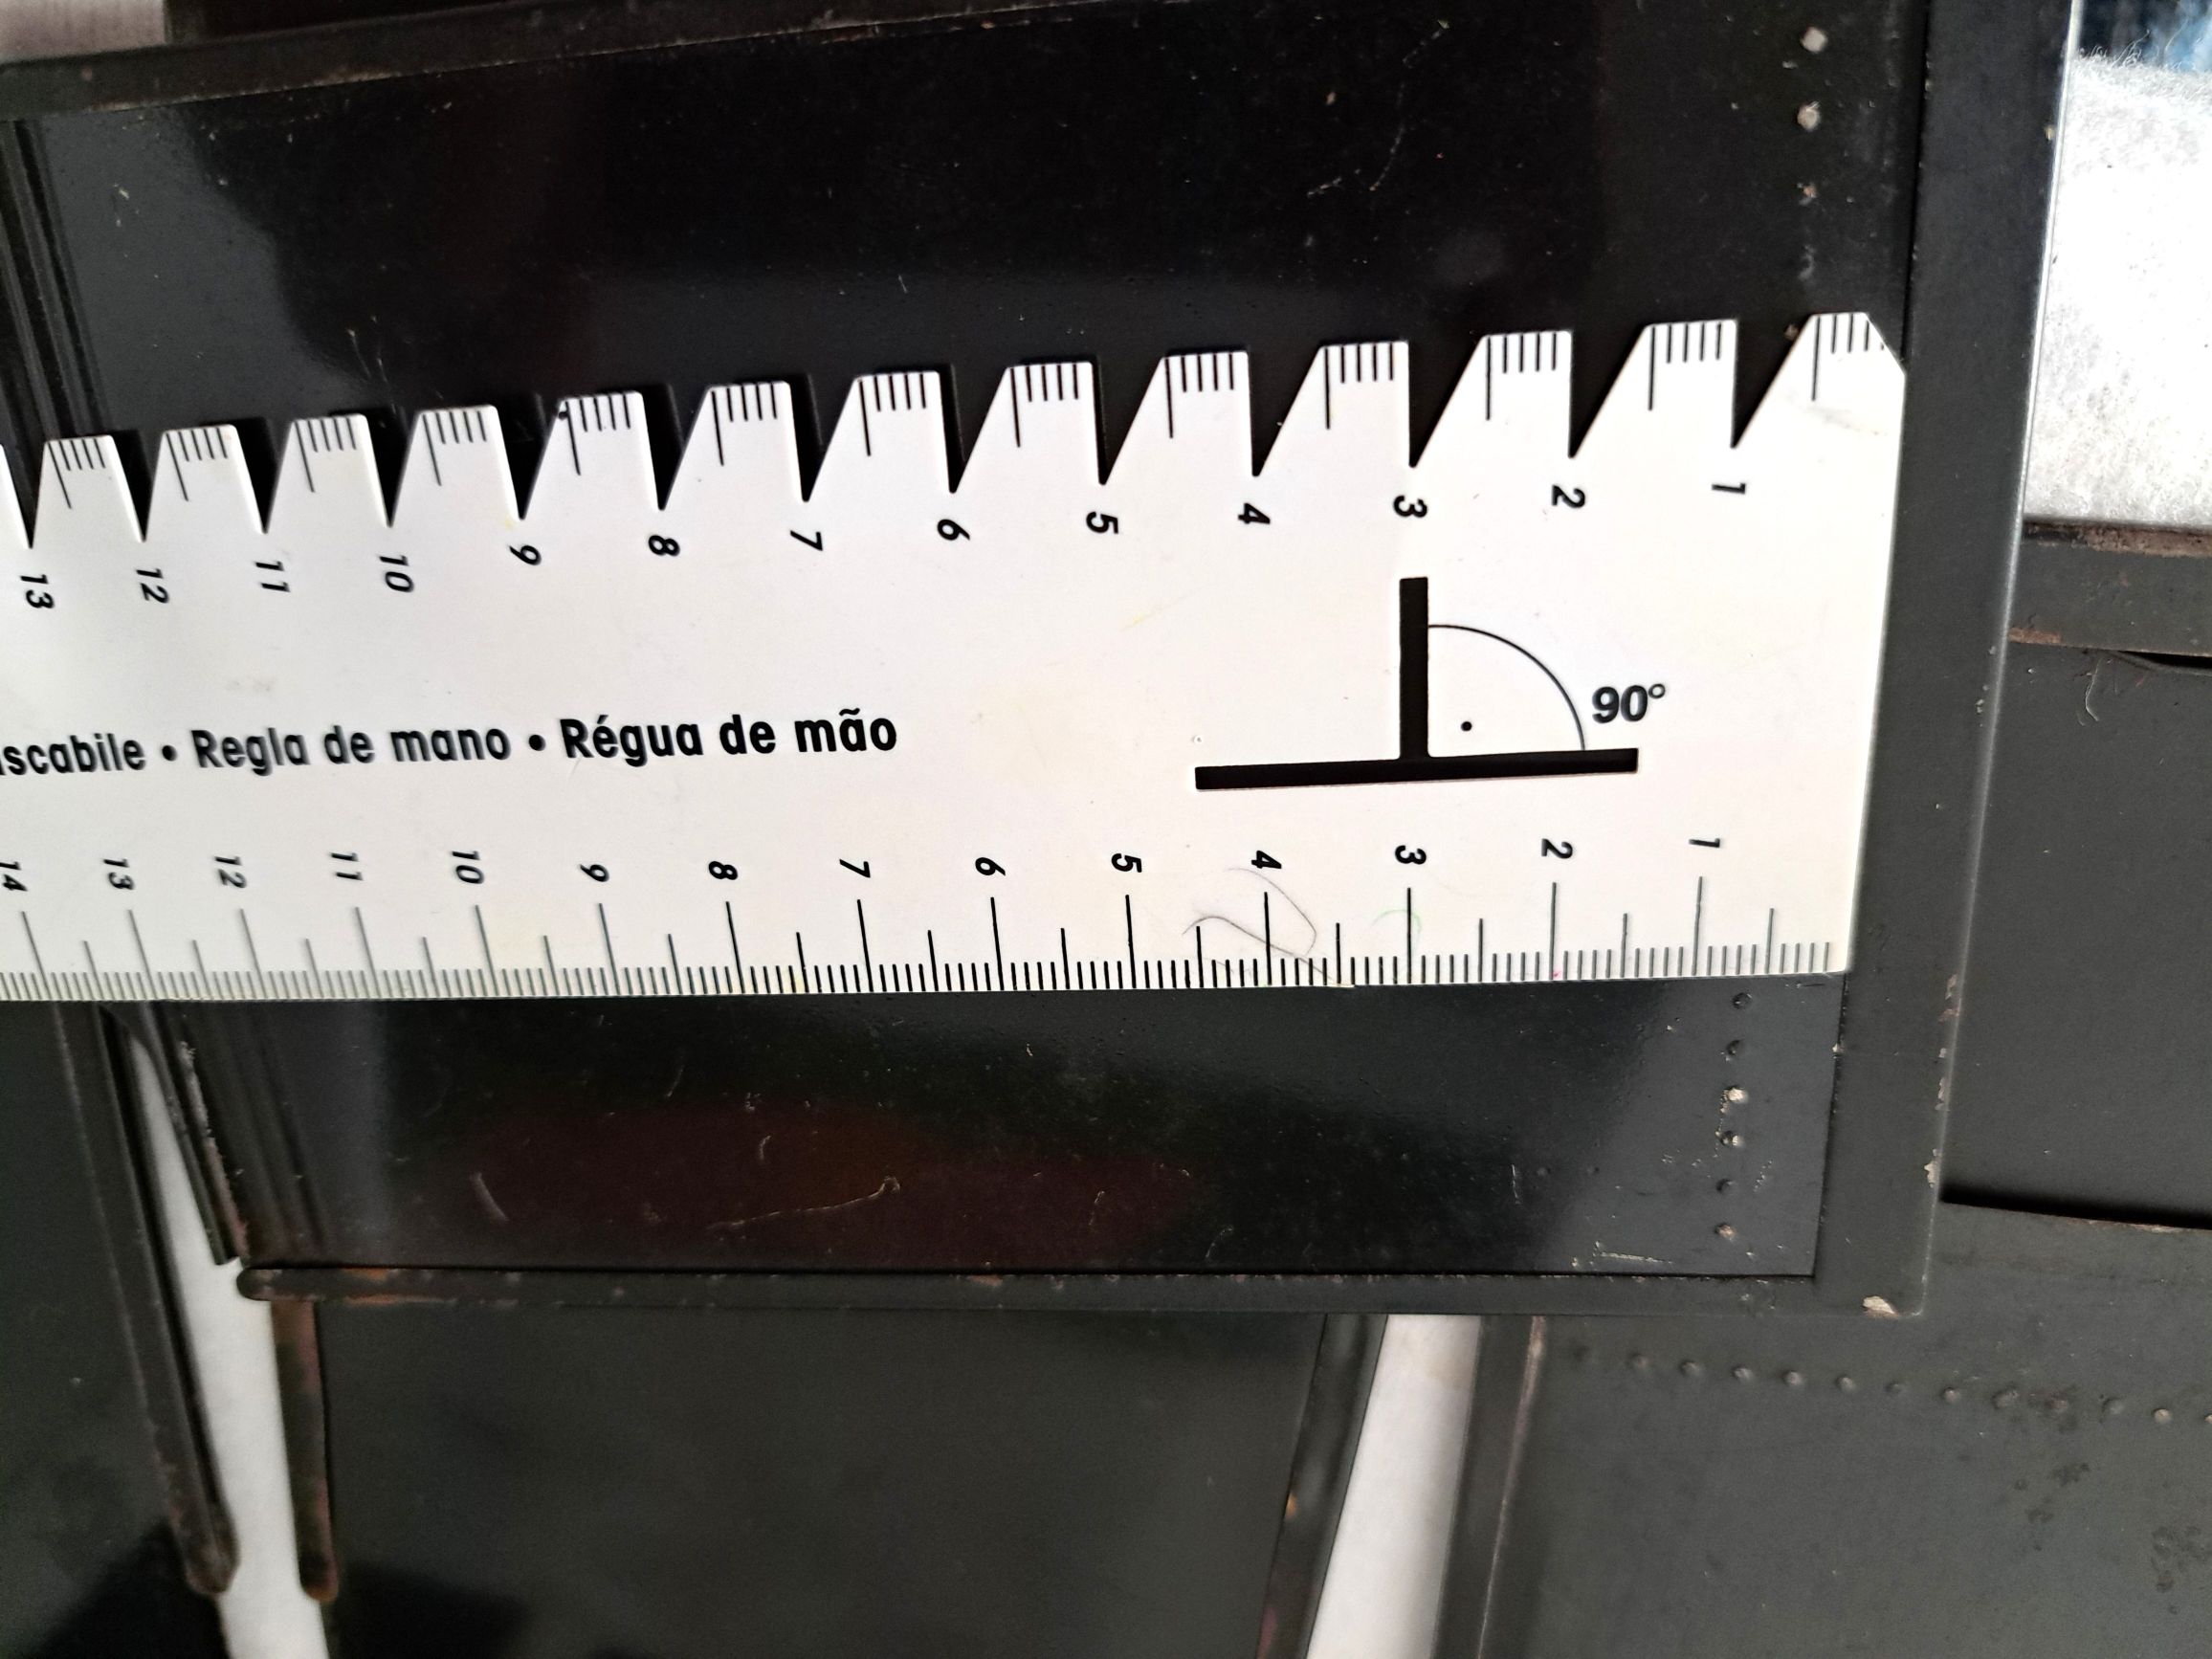 13 12 11 10 9 8 7 6 5 4 3 2 1
90°
scabile • Regla de mano • Régua de mão
14 13 12 11 10 9 8 7 6 5 4 3 2 1